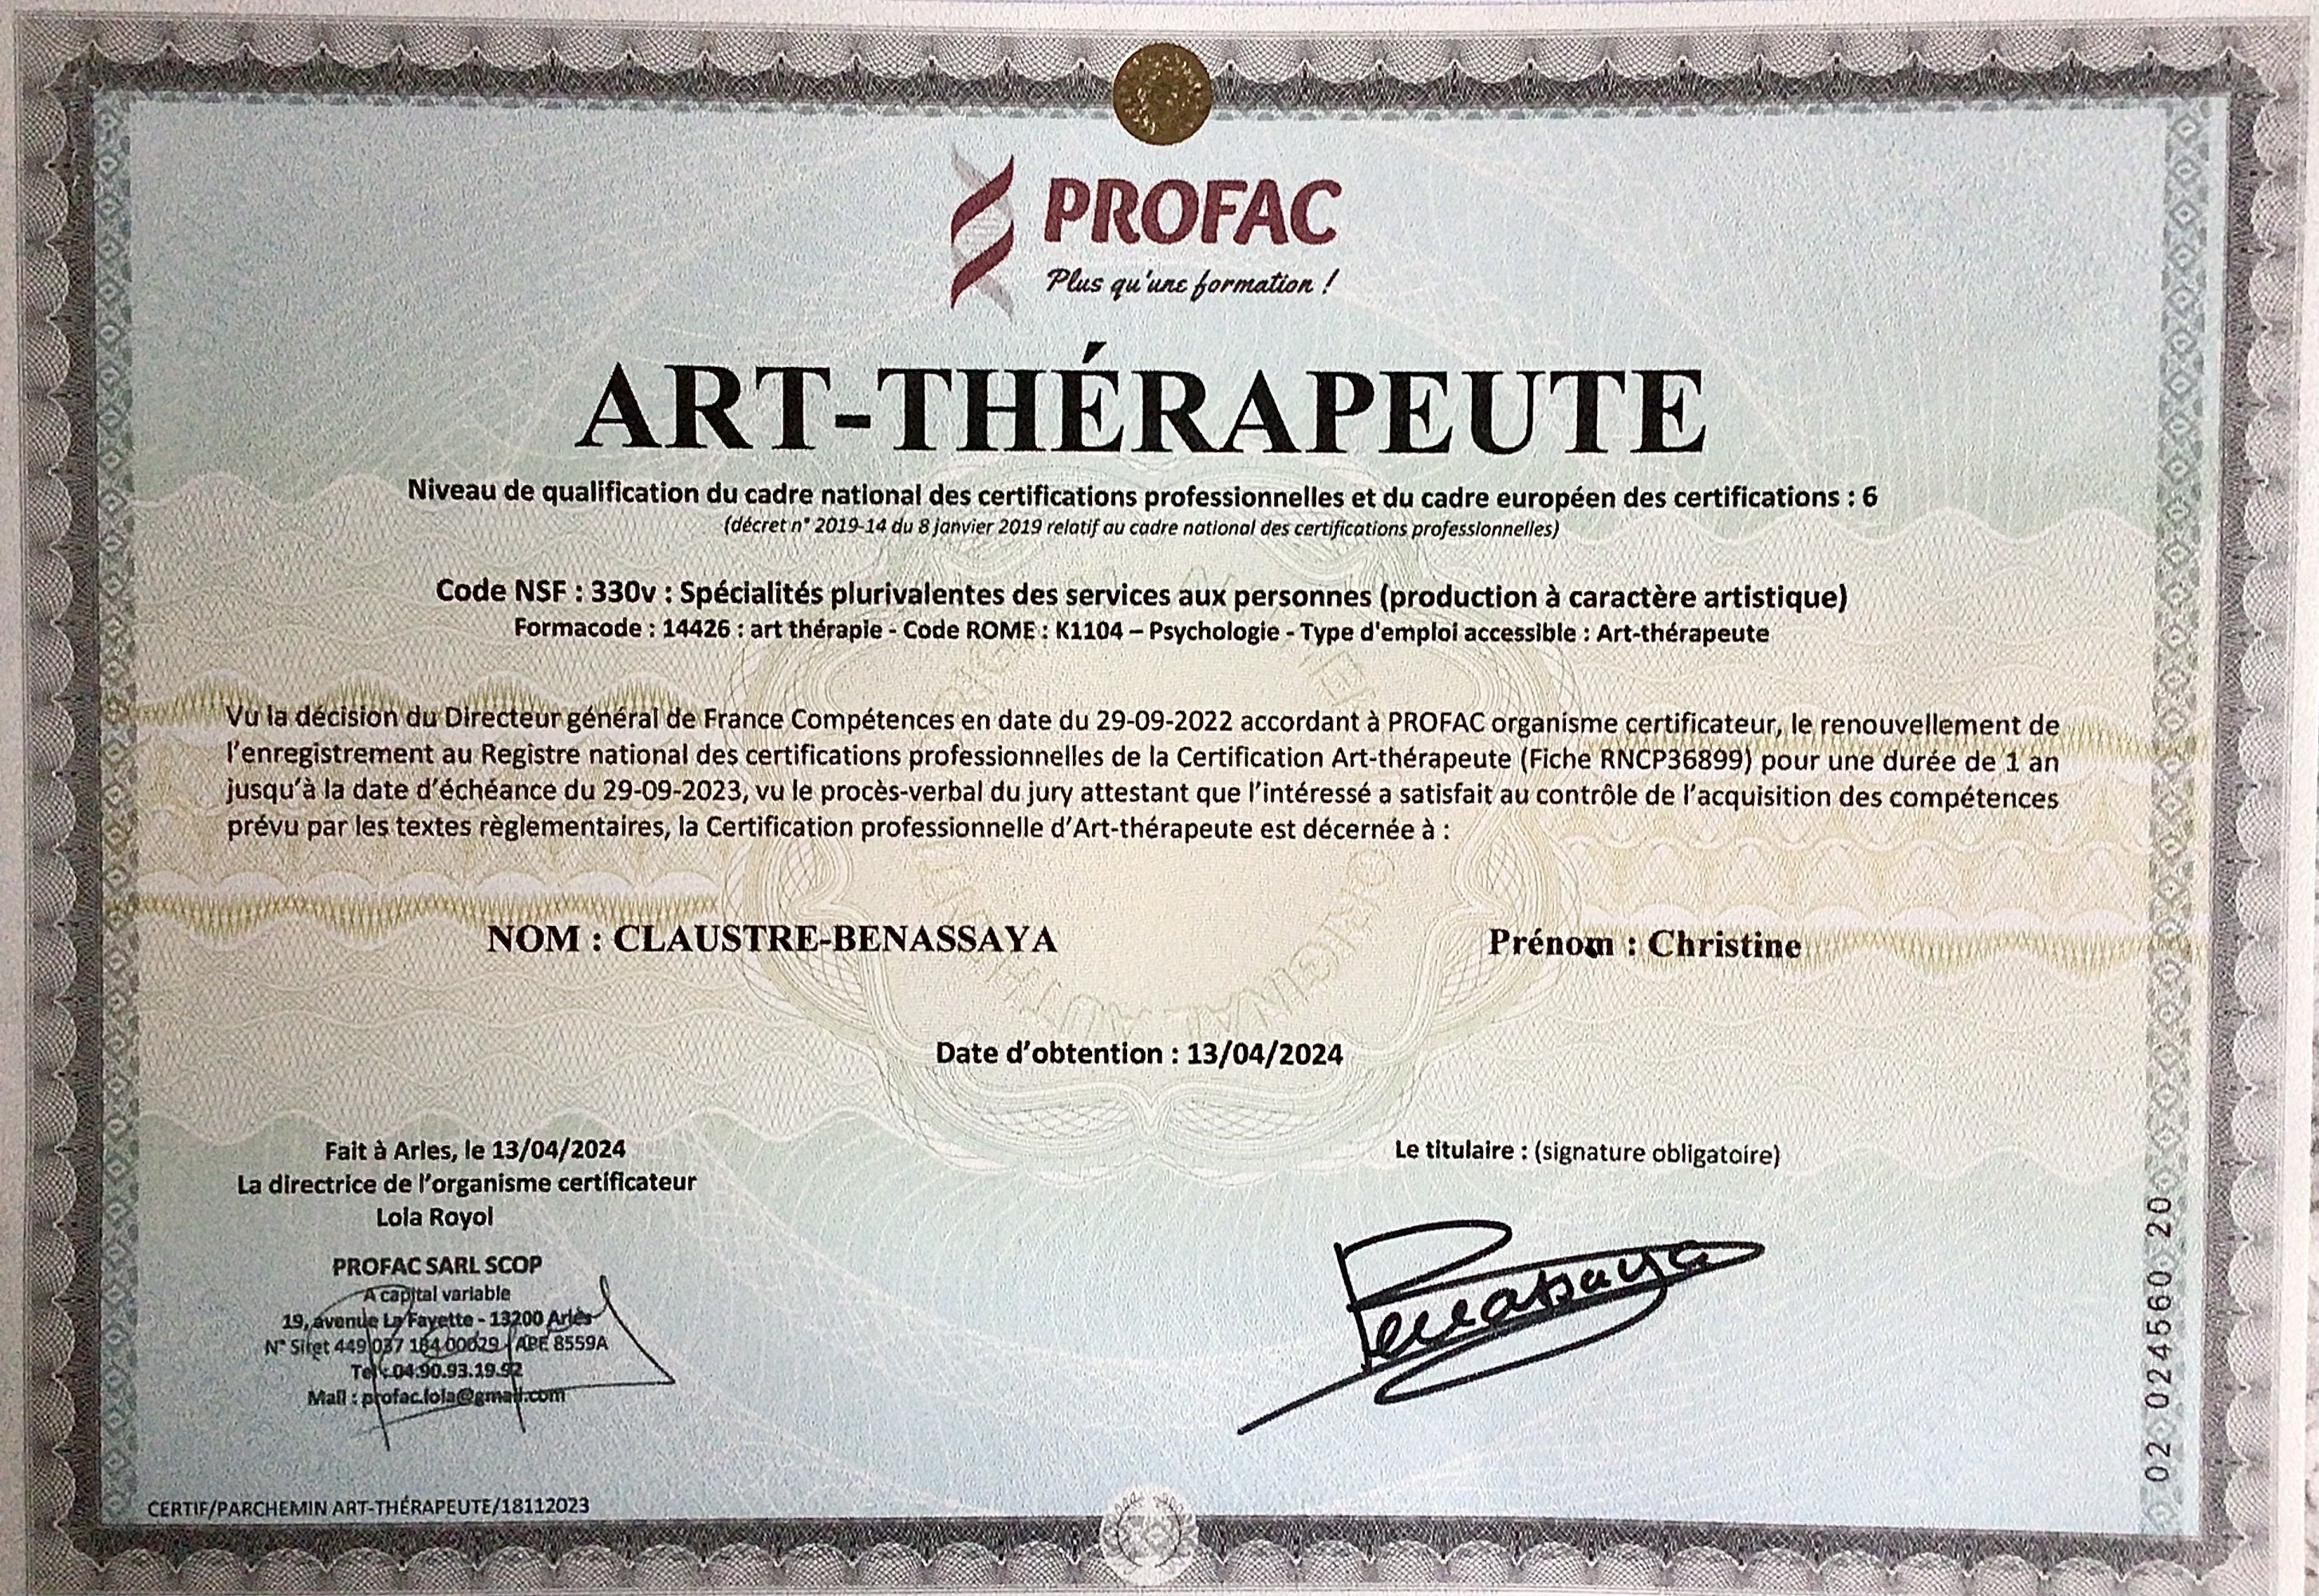 PROFAC
Plus qu'une formation !
ART-THÉRAPEUTE
Niveau de qualification du cadre national des certifications professionnelles et du cadre européen des certifications : 6
(décret n° 2019-14 du 8 janvier 2019 relatif au cadre national des certifications professionnelles)
Code NSF : 330v : Spécialités plurivalentes des services aux personnes (production à caractère artistique)
Formacode : 14426 : art thérapie - Code ROME : K1104 – Psychologie - Type d'emploi accessible : Art-thérapeute
Vu la décision du Directeur général de France Compétences en date du 29-09-2022 accordant à PROFAC organisme certificateur, le renouvellement de
l'enregistrement au Registre national des certifications professionnelles de la Certification Art-thérapeute (Fiche RNCP36899) pour une durée de 1 an
jusqu'à la date d'échéance du 29-09-2023, vu le procès-verbal du jury attestant que l'intéressé a satisfait au contrôle de l'acquisition des compétences
prévu par les textes règlementaires, la Certification professionnelle d'Art-thérapeute est décernée à :
NOM : CLAUSTRE-BENASSAYA
Prénom : Christine
Date d'obtention : 13/04/2024
Fait à Arles, le 13/04/2024
La directrice de l'organisme certificateur
Lola Royol
PROFAC SARL SCOP
A capital variable
19, avenue La Fayette - 13200 Arles
N° Siret 449 037 184 00029 APE 8559A
Tel : 04.90.93.19.92
Mail : profac.lola@gmail.com
Le titulaire : (signature obligatoire)
Benassaya
02 024560 20
CERTIF/PARCHEMIN ART-THÉRAPEUTE/18112023